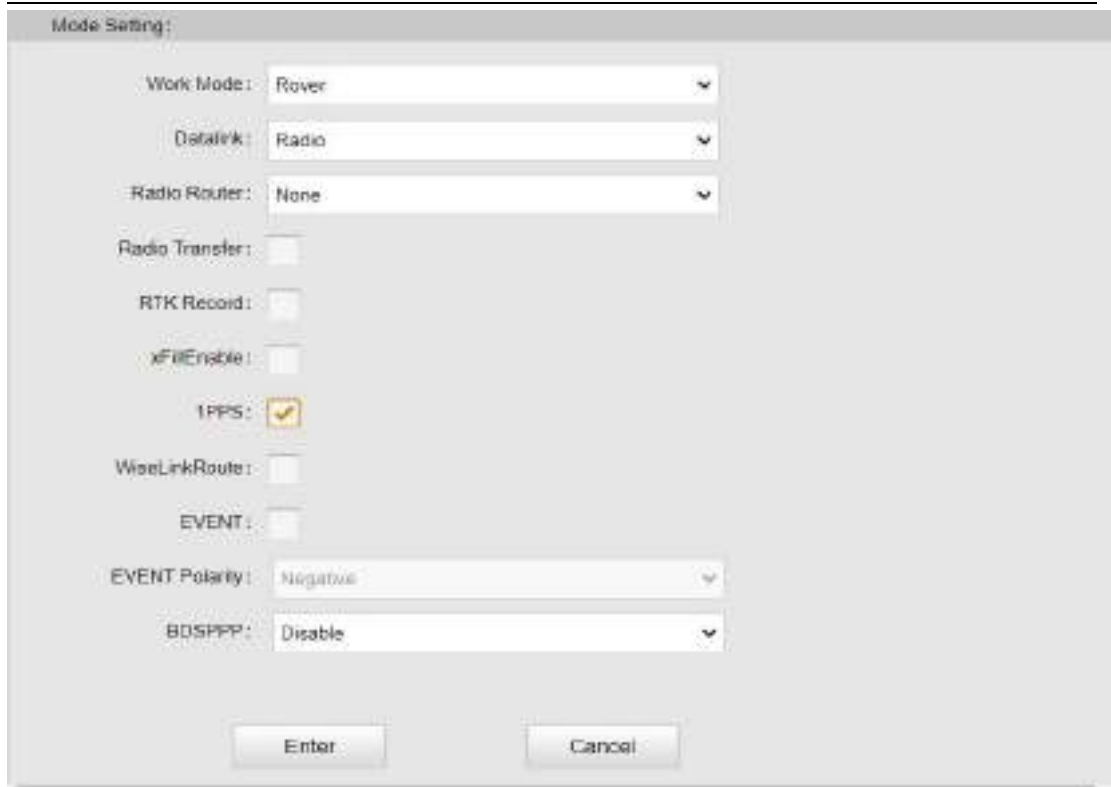 Mode Setting:
Work Mode: Rover
Datalink: Radio
Radio Router: None
Radio Transfer:
RTK Record:
xFillEnable:
1PPS:
WiseLinkRoute:
EVENT:
EVENT Polarity: Negative
BDSPPP: Disable
Enter Cancel